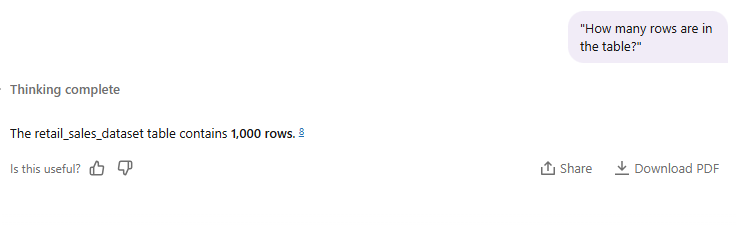 "How many rows are in
the table?"
Thinking complete
The retail_sales_dataset table contains 1,000 rows. 8
Is this useful?
Share
Download PDF